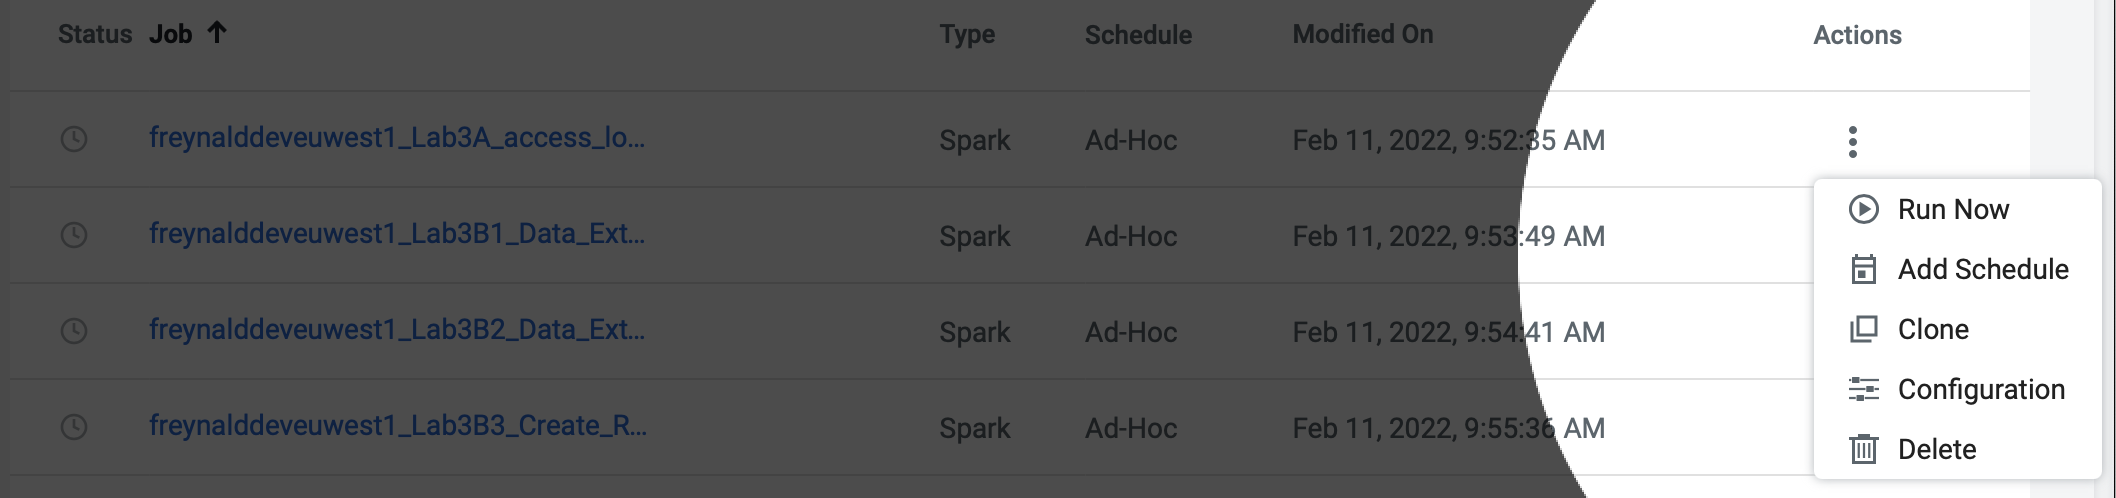 Status Job Type Schedule Modified On Actions
freynalddeveuwest1_Lab3A_access_lo... Spark Ad-Hoc Feb 11, 2022, 9:52:35 AM
freynalddeveuwest1_Lab3B1_Data_Ext... Spark Ad-Hoc Feb 11, 2022, 9:53:49 AM
freynalddeveuwest1_Lab3B2_Data_Ext... Spark Ad-Hoc Feb 11, 2022, 9:54:41 AM
freynalddeveuwest1_Lab3B3_Create_R... Spark Ad-Hoc Feb 11, 2022, 9:55:36 AM
Run Now
Add Schedule
Clone
Configuration
Delete